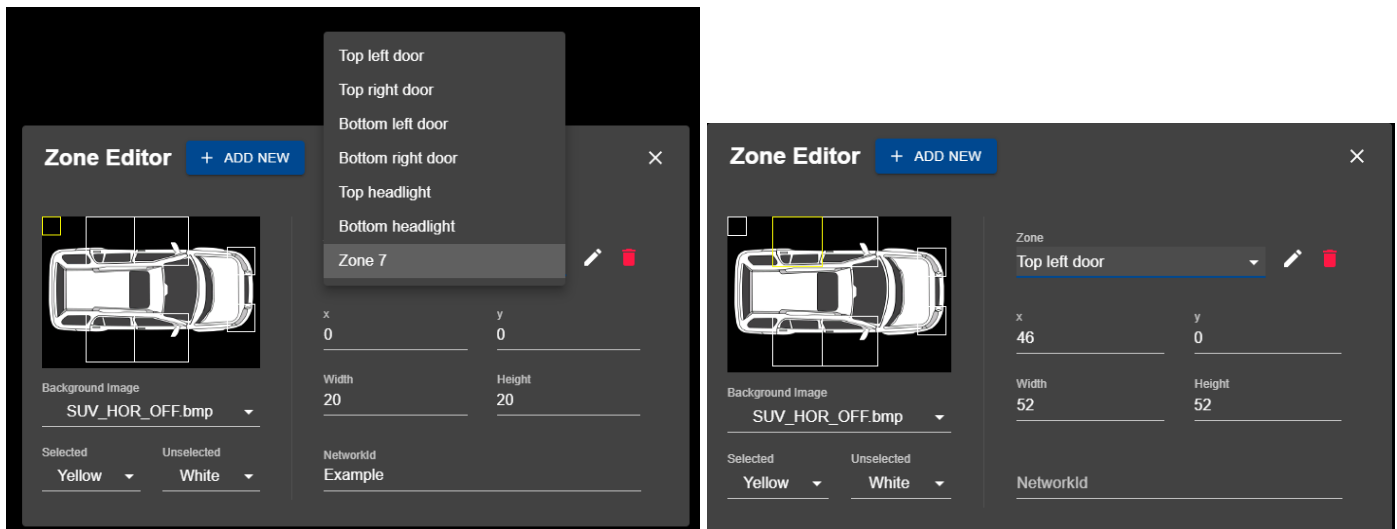 Top left door
Top right door
Bottom left door
Bottom right door
Top headlight
Bottom headlight
Zone 7
Zone Editor
+ ADD NEW
x
0
y
0
Width
20
Height
20
Background Image
SUV_HOR_OFF.bmp
Selected
Yellow
Unselected
White
NetworkId
Example
Zone Editor
+ ADD NEW
Zone
Top left door
x
46
y
0
Width
52
Height
52
Background Image
SUV_HOR_OFF.bmp
Selected
Yellow
Unselected
White
NetworkId